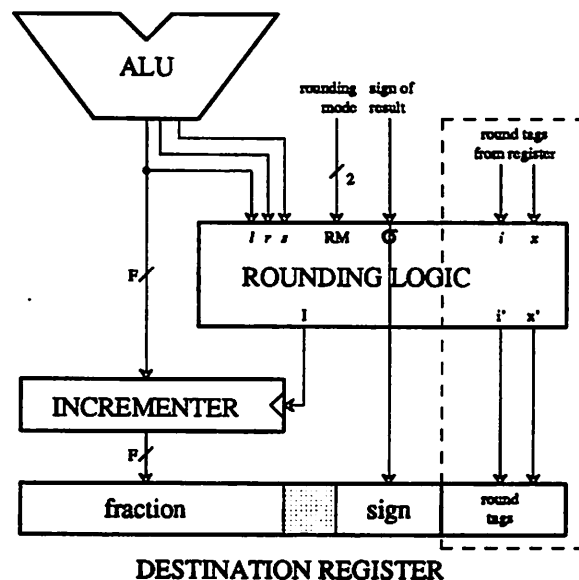 ALU
rounding mode
sign of result
round tags from register
2
l r s RM σ i x
ROUNDING LOGIC
I i' x'
F
INCREMENTER
F
fraction sign round tags
DESTINATION REGISTER